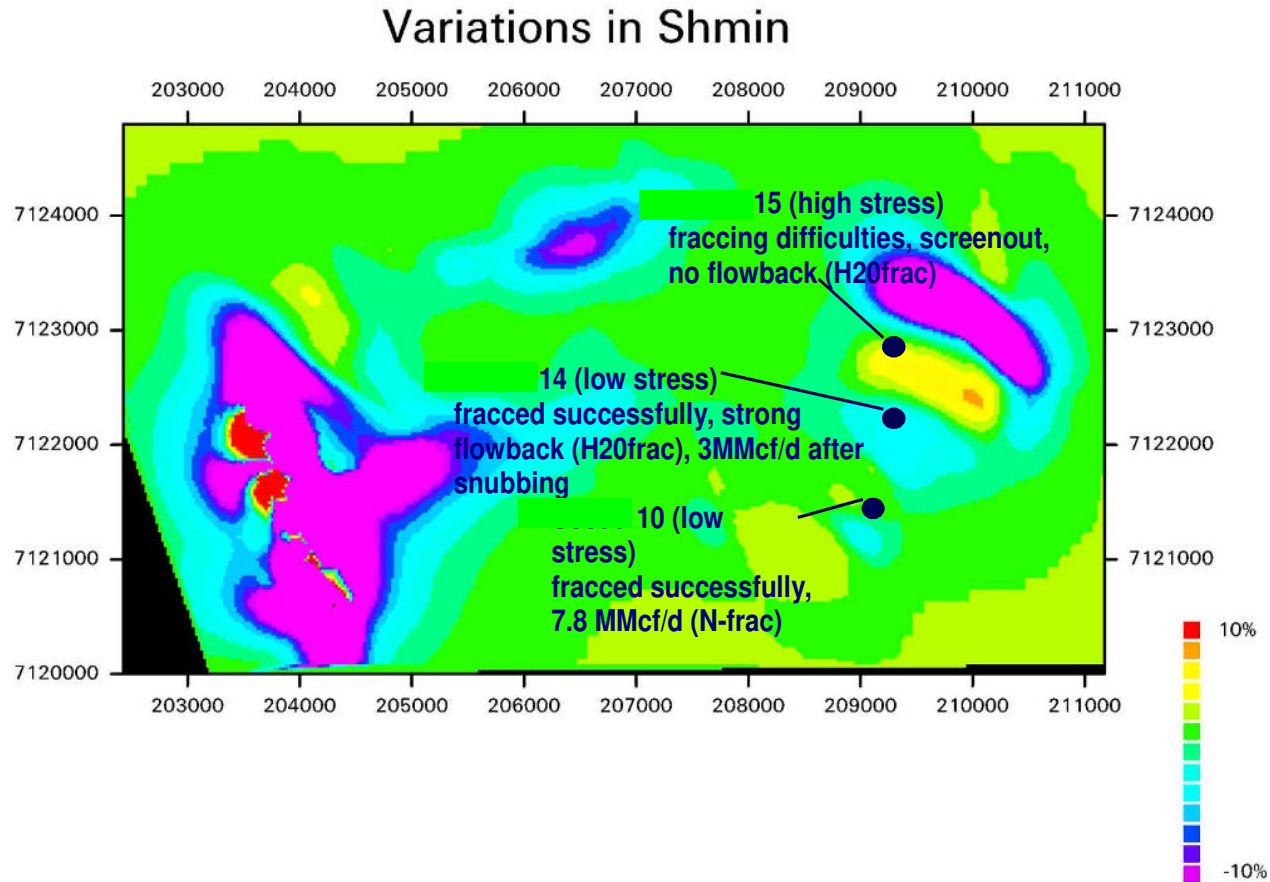 Variations in Shmin
203000 204000 205000 206000 207000 208000 209000 210000 211000
7124000
7123000
7122000
7121000
7120000
15 (high stress)
fraccing difficulties, screenout,
no flowback (H20frac)
14 (low stress)
fracced successfully, strong
flowback (H20frac), 3MMcf/d after
snubbing
10 (low
stress)
fracced successfully,
7.8 MMcf/d (N-frac)
7124000
7123000
7122000
7121000
203000 204000 205000 206000 207000 208000 209000 210000 211000
10%
-10%